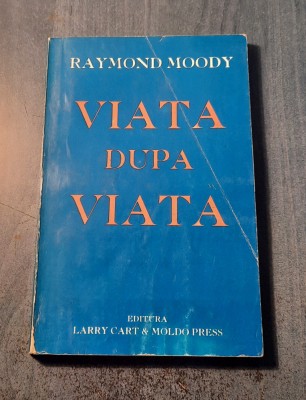 RAYMOND MOODY
VIATA
DUPA
VIATA
EDITURA
LARRY CART & MOLDO PRESS